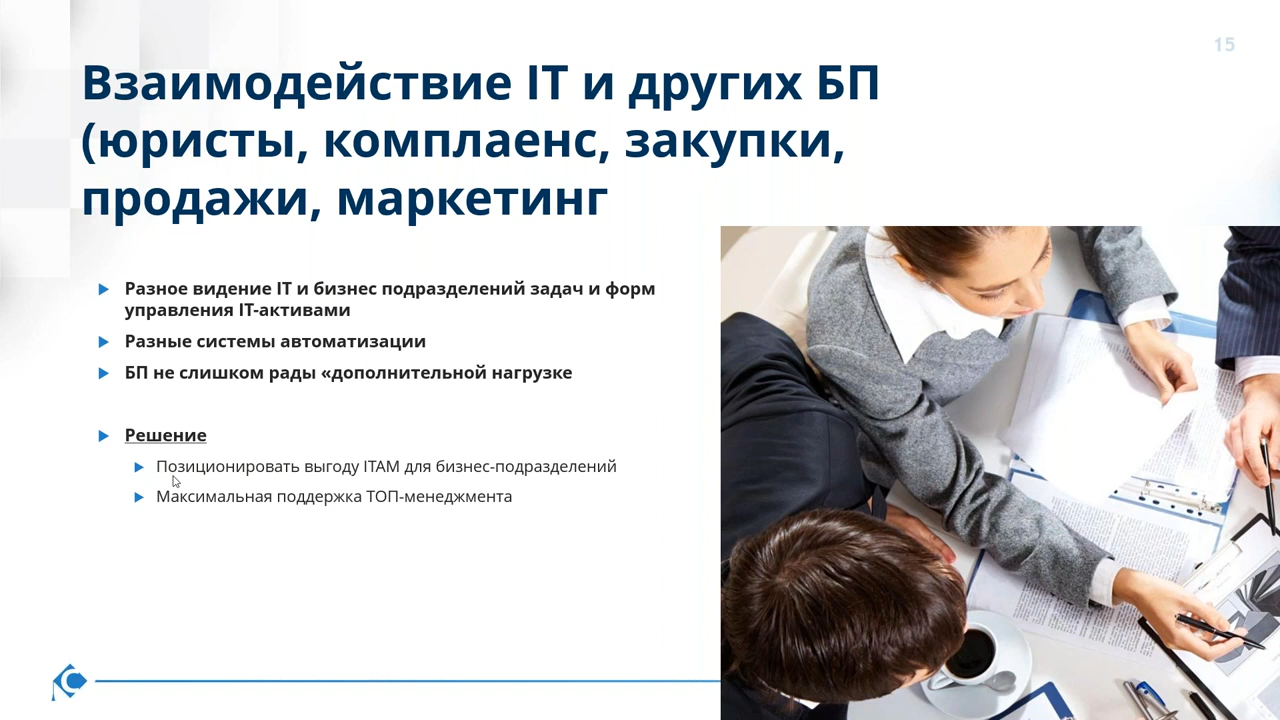 15
Взаимодействие IT и других БП
(юристы, комплаенс, закупки,
продажи, маркетинг
Разное видение IT и бизнес подразделений задач и форм
управления IT-активами
Разные системы автоматизации
БП не слишком рады «дополнительной нагрузке
Решение
Позиционировать выгоду ITAM для бизнес-подразделений
Максимальная поддержка ТОП-менеджмента